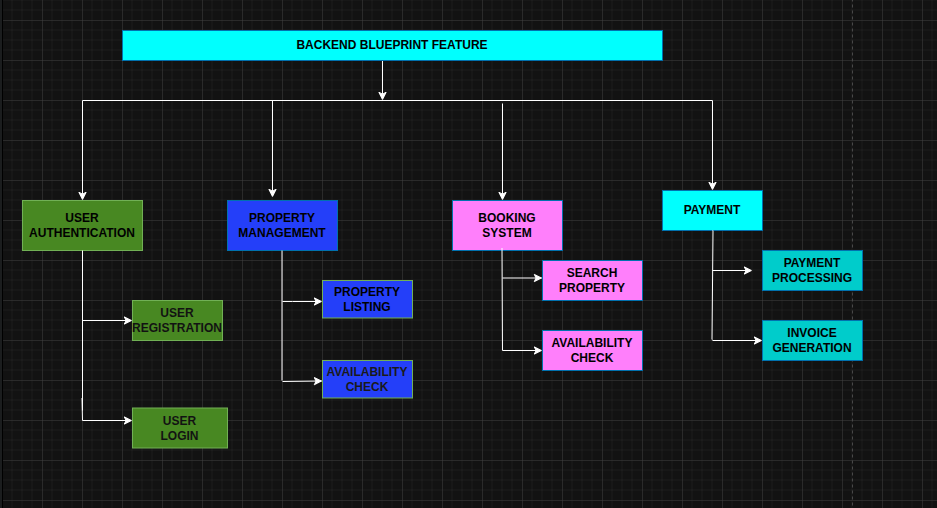 BACKEND BLUEPRINT FEATURE
USER
AUTHENTICATION
PROPERTY
MANAGEMENT
BOOKING
SYSTEM
PAYMENT
USER
REGISTRATION
USER
LOGIN
PROPERTY
LISTING
AVAILABILITY
CHECK
SEARCH
PROPERTY
AVAILABILITY
CHECK
PAYMENT
PROCESSING
INVOICE
GENERATION